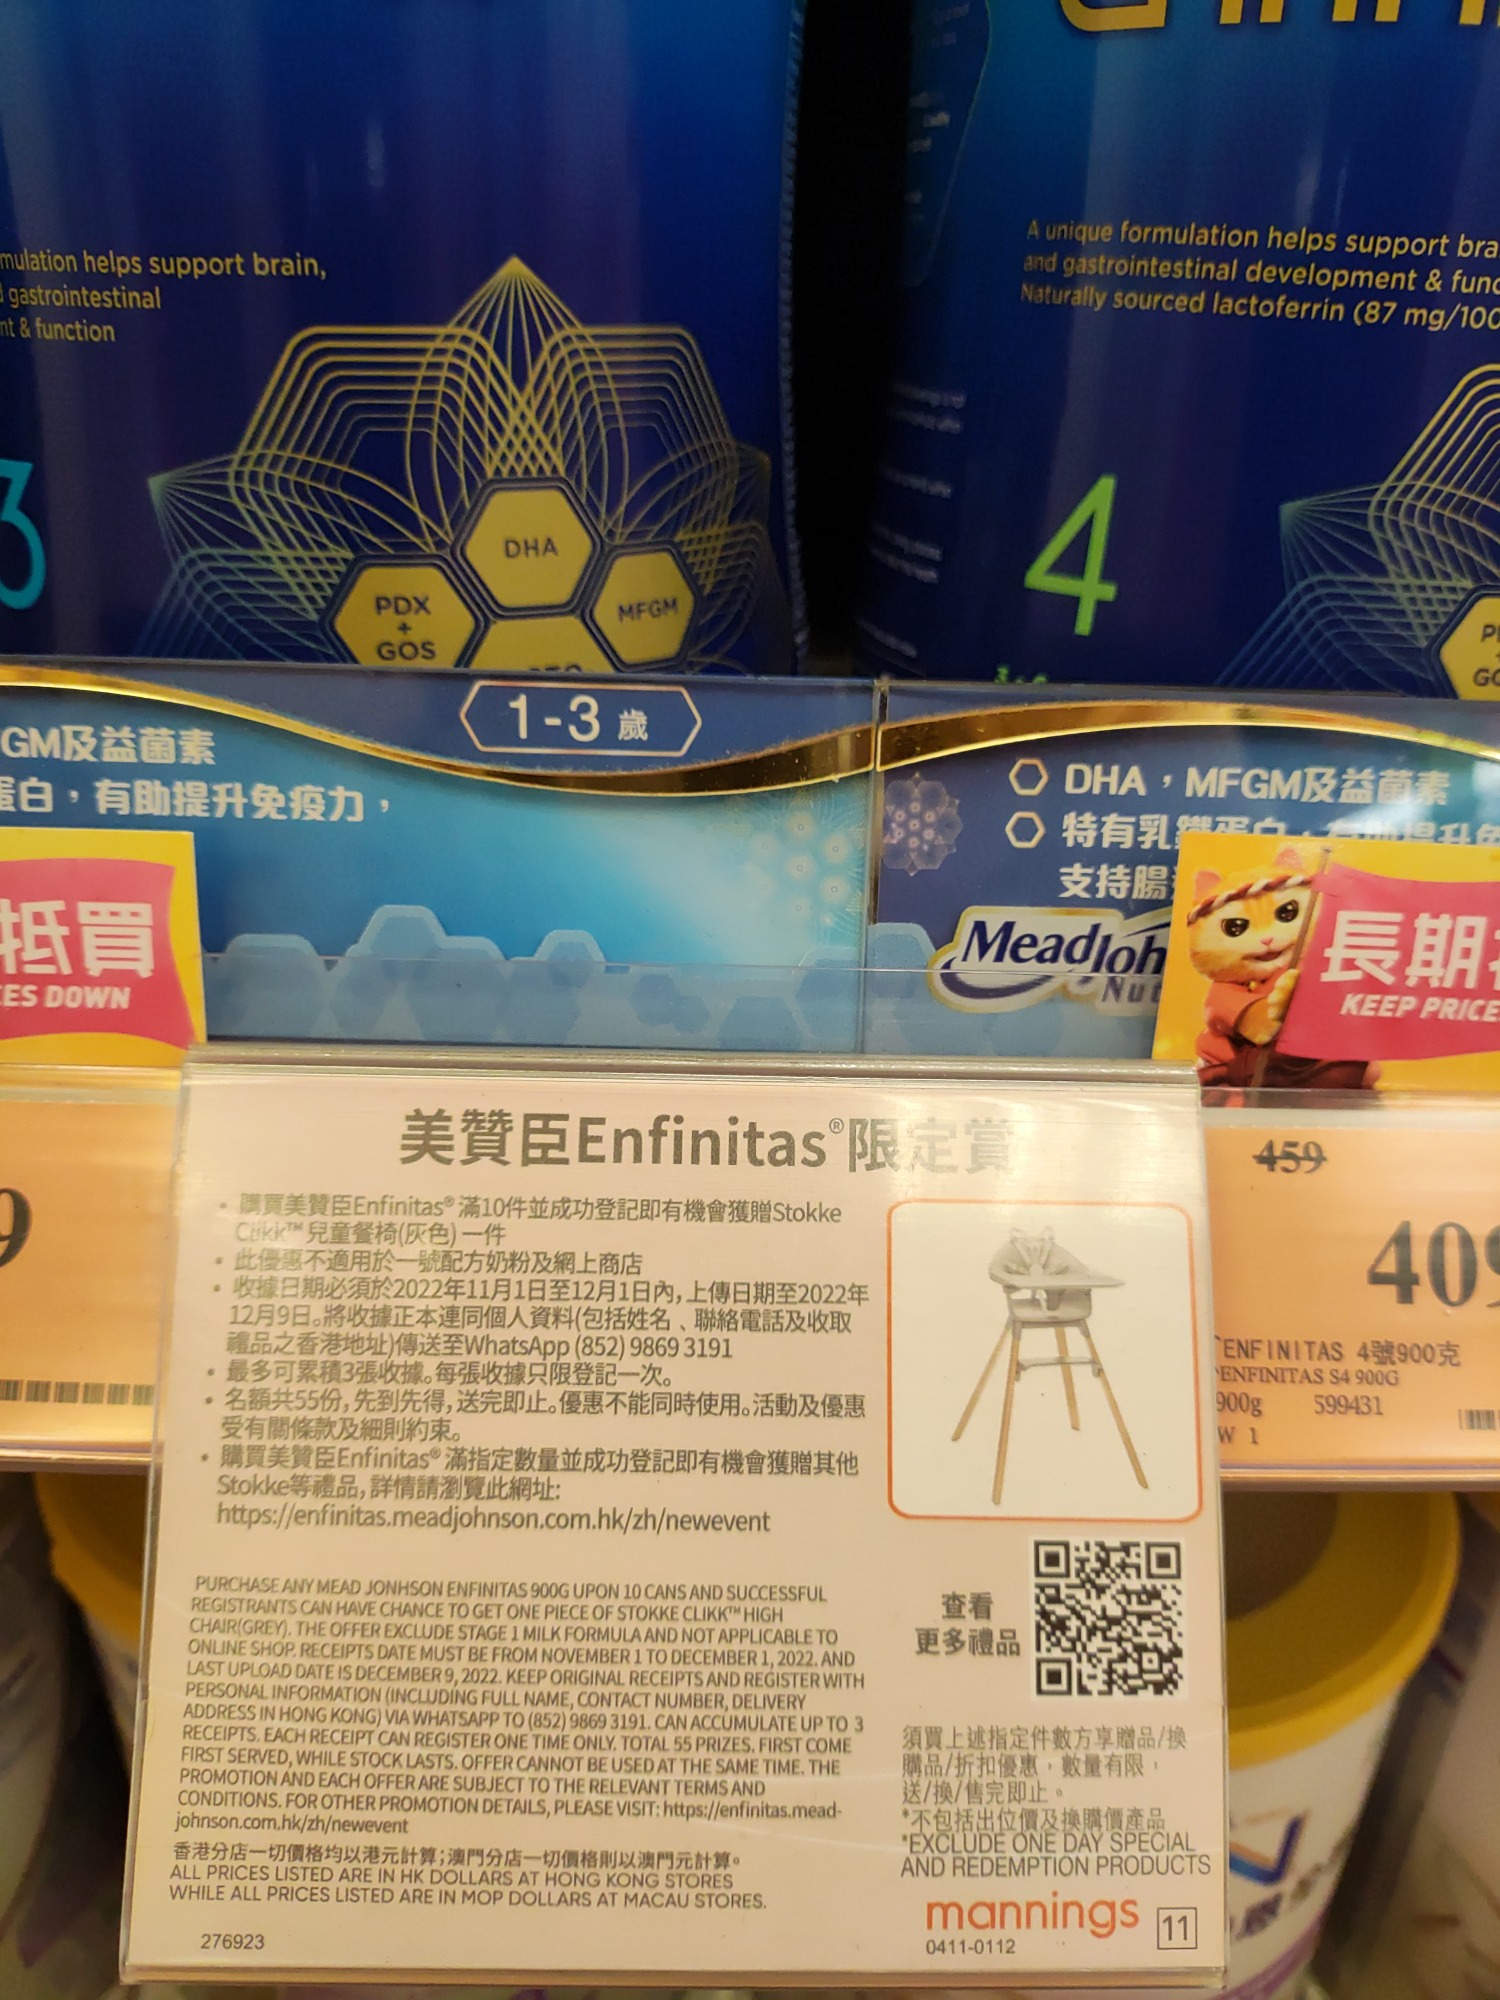 mulation helps support brain,
gastrointestinal
nt & function
3
DHA
PDX
+
GOS
MFGM
A unique formulation helps support bra
and gastrointestinal development & func
Naturally sourced lactoferrin (87 mg/100
4
GM及益菌素
蛋白，有助提升免疫力，
1-3 歲
DHA，MFGM及益菌素
特有乳鐵蛋白，有助提升免
支持腸
MeadJoh
Nut
抵買
ES DOWN
長期
KEEP PRICE
9
美贊臣Enfinitas®限定賞
• 購買美贊臣Enfinitas® 滿10件並成功登記即有機會獲贈Stokke
Clikk™ 兒童餐椅(灰色) 一件
• 此優惠不適用於一號配方奶粉及網上商店
• 收據日期必須於2022年11月1日至12月1日內，上傳日期至2022年
12月9日。將收據正本連同個人資料(包括姓名、聯絡電話及收取
禮品之香港地址)傳送至WhatsApp (852) 9869 3191
• 最多可累積3張收據。每張收據只限登記一次。
• 名額共55份，先到先得，送完即止。優惠不能同時使用。活動及優惠
受有關條款及細則約束。
• 購買美贊臣Enfinitas® 滿指定數量並成功登記即有機會獲贈其他
Stokke等禮品，詳情請瀏覽此網址:
https://enfinitas.meadjohnson.com.hk/zh/newevent
PURCHASE ANY MEAD JONHSON ENFINITAS 900G UPON 10 CANS AND SUCCESSFUL
REGISTRANTS CAN HAVE CHANCE TO GET ONE PIECE OF STOKKE CLIKK™ HIGH
CHAIR(GREY). THE OFFER EXCLUDE STAGE 1 MILK FORMULA AND NOT APPLICABLE TO
ONLINE SHOP. RECEIPTS DATE MUST BE FROM NOVEMBER 1 TO DECEMBER 1, 2022. AND
LAST UPLOAD DATE IS DECEMBER 9, 2022. KEEP ORIGINAL RECEIPTS AND REGISTER WITH
PERSONAL INFORMATION (INCLUDING FULL NAME, CONTACT NUMBER, DELIVERY
ADDRESS IN HONG KONG) VIA WHATSAPP TO (852) 9869 3191. CAN ACCUMULATE UP TO 3
RECEIPTS. EACH RECEIPT CAN REGISTER ONE TIME ONLY. TOTAL 55 PRIZES. FIRST COME
FIRST SERVED, WHILE STOCK LASTS. OFFER CANNOT BE USED AT THE SAME TIME. THE
PROMOTION AND EACH OFFER ARE SUBJECT TO THE RELEVANT TERMS AND
CONDITIONS. FOR OTHER PROMOTION DETAILS, PLEASE VISIT: https://enfinitas.mead-
johnson.com.hk/zh/newevent
香港分店一切價格均以港元計算；澳門分店一切價格則以澳門元計算。
ALL PRICES LISTED ARE IN HK DOLLARS AT HONG KONG STORES
WHILE ALL PRICES LISTED ARE IN MOP DOLLARS AT MACAU STORES.
276923
查看
更多禮品
須買上述指定件數方享贈品/換
購品/折扣優惠，數量有限，
送/換/售完即止。
*不包括出位價及換購價產品
*EXCLUDE ONE DAY SPECIAL
AND REDEMPTION PRODUCTS
mannings
0411-0112
11
459
409
ENFINITAS 4號900克
ENFINITAS S4 900G
900g 599431
W 1